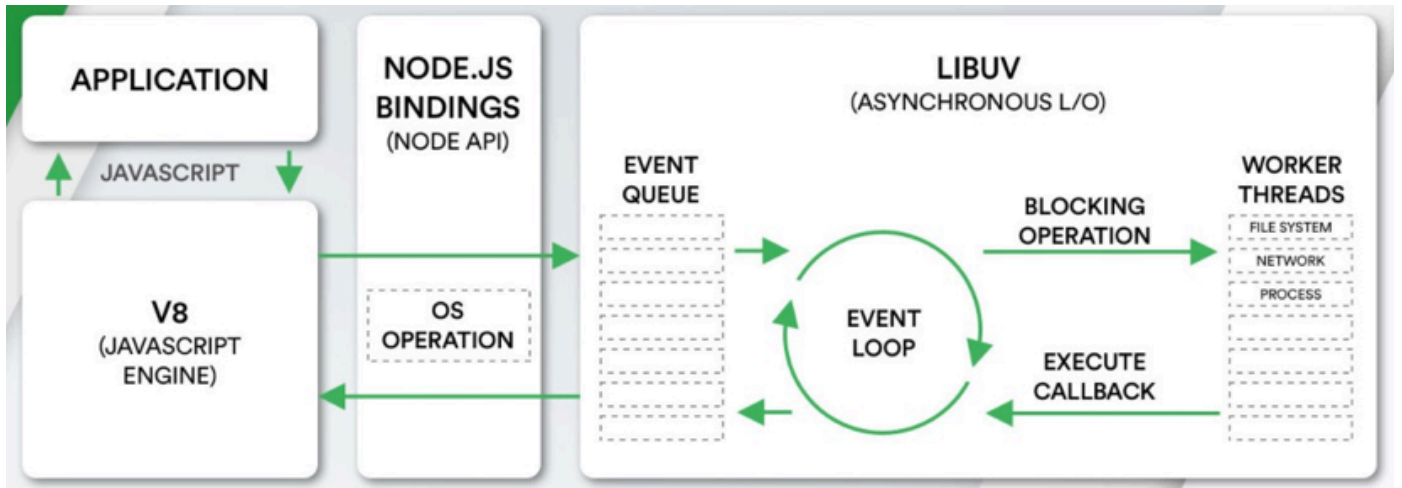 APPLICATION
JAVASCRIPT
V8
(JAVASCRIPT
ENGINE)
NODE.JS
BINDINGS
(NODE API)
OS
OPERATION
LIBUV
(ASYNCHRONOUS L/O)
EVENT
QUEUE
EVENT
LOOP
BLOCKING
OPERATION
EXECUTE
CALLBACK
WORKER
THREADS
FILE SYSTEM
NETWORK
PROCESS